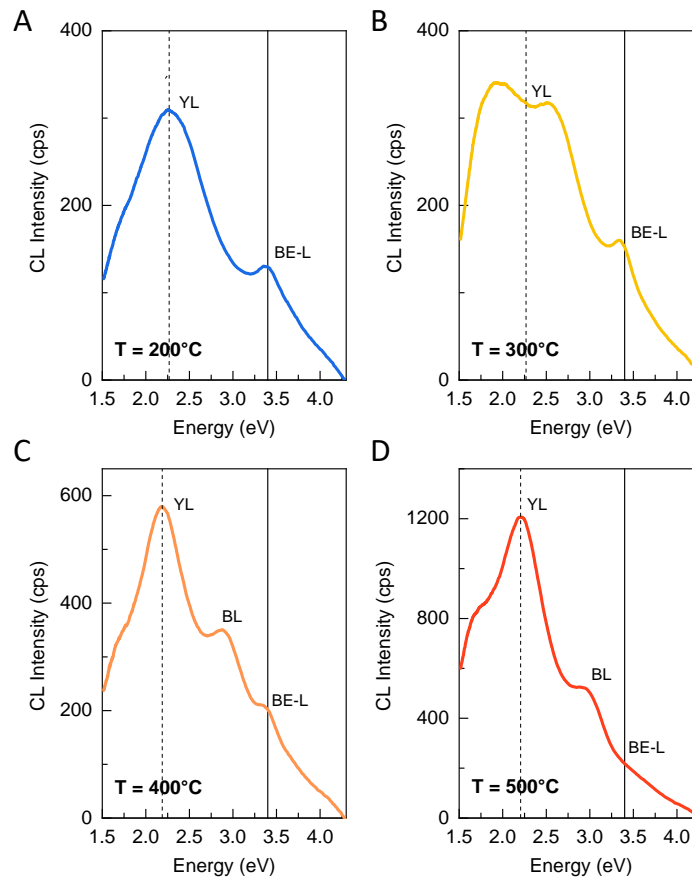 A
CL Intensity (cps)
400
200
0
YL
BE-L
T = 200°C
1.5 2.0 2.5 3.0 3.5 4.0
Energy (eV)
B
CL Intensity (cps)
400
200
0
YL
BE-L
T = 300°C
1.5 2.0 2.5 3.0 3.5 4.0
Energy (eV)
C
CL Intensity (cps)
600
400
200
0
YL
BL
BE-L
T = 400°C
1.5 2.0 2.5 3.0 3.5 4.0
Energy (eV)
D
CL Intensity (cps)
1200
800
400
0
YL
BL
BE-L
T = 500°C
1.5 2.0 2.5 3.0 3.5 4.0
Energy (eV)